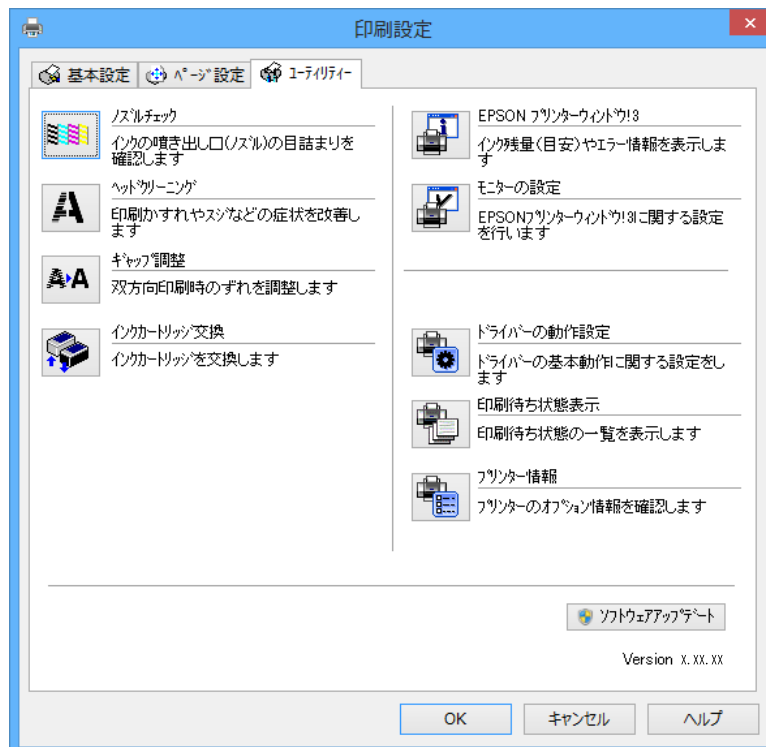 印刷設定
基本設定
ﾍﾟｰｼﾞ設定
ﾕｰﾃｨﾘﾃｨｰ
ﾉｽﾞﾙﾁｪｯｸ
ｲﾝｸの噴き出し口(ﾉｽﾞﾙ)の目詰まりを
確認します
ﾍｯﾄﾞｸﾘｰﾆﾝｸﾞ
印刷かすれやｽｼﾞなどの症状を改善し
ます
ｷﾞｬｯﾌﾟ調整
双方向印刷時のずれを調整します
ｲﾝｸｶｰﾄﾘｯｼﾞ交換
ｲﾝｸｶｰﾄﾘｯｼﾞを交換します
EPSON ﾌﾟﾘﾝﾀｰｳｨﾝﾄﾞｳ!3
ｲﾝｸ残量(目安)やｴﾗｰ情報を表示しま
す
ﾓﾆﾀｰの設定
EPSONﾌﾟﾘﾝﾀｰｳｨﾝﾄﾞｳ!3に関する設定
を行います
ﾄﾞﾗｲﾊﾞｰの動作設定
ﾄﾞﾗｲﾊﾞｰの基本動作に関する設定をし
ます
印刷待ち状態表示
印刷待ち状態の一覧を表示します
ﾌﾟﾘﾝﾀｰ情報
ﾌﾟﾘﾝﾀｰのｵﾌﾟｼｮﾝ情報を確認します
ｿﾌﾄｳｪｱｱｯﾌﾟﾃﾞｰﾄ
Version X.XX.XX
OK
ｷｬﾝｾﾙ
ヘルプ